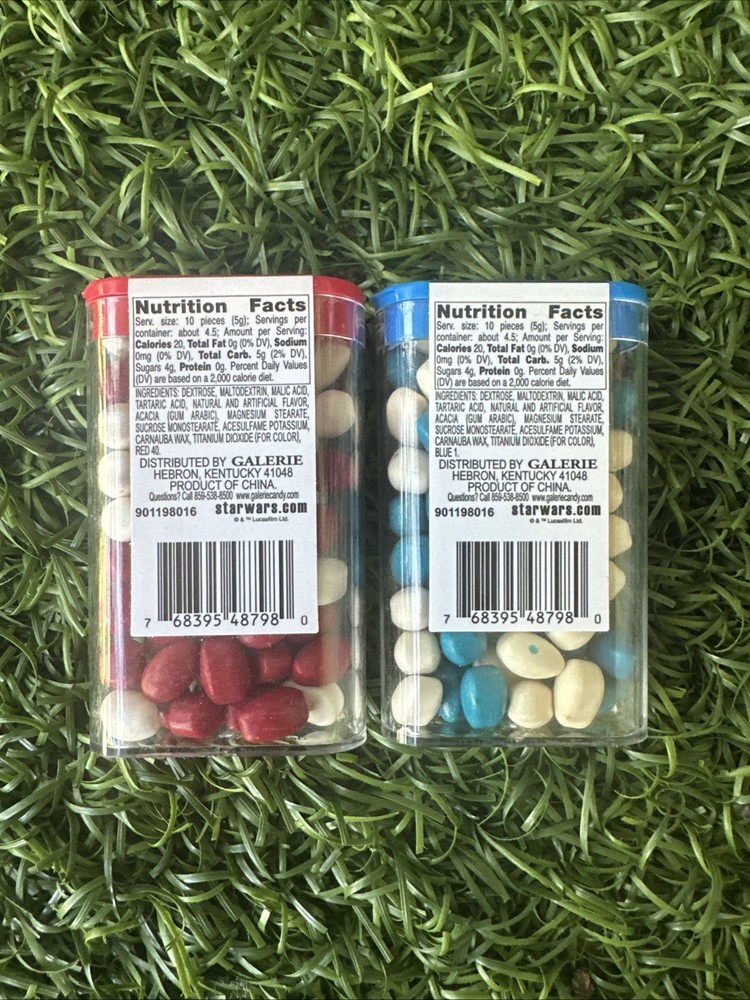 Nutrition Facts
Serv. size: 10 pieces (5g); Servings per
container: about 4.5; Amount per Serving:
Calories 20, Total Fat 0g (0% DV), Sodium
0mg (0% DV), Total Carb. 5g (2% DV),
Sugars 4g, Protein 0g. Percent Daily Values
(DV) are based on a 2,000 calorie diet.
INGREDIENTS: DEXTROSE, MALTODEXTRIN, MALIC ACID,
TARTARIC ACID, NATURAL AND ARTIFICIAL FLAVOR,
ACACIA (GUM ARABIC), MAGNESIUM STEARATE,
SUCROSE MONOSTEARATE, ACESULFAME POTASSIUM,
CARNAUBA WAX, TITANIUM DIOXIDE (FOR COLOR),
RED 40.
DISTRIBUTED BY GALERIE
HEBRON, KENTUCKY 41048
PRODUCT OF CHINA.
Questions? Call 859-538-8500 www.galeriecandy.com
901198016 starwars.com
© & ™ Lucasfilm Ltd.
7 68395 48798 0
Nutrition Facts
Serv. size: 10 pieces (5g); Servings per
container: about 4.5; Amount per Serving:
Calories 20, Total Fat 0g (0% DV), Sodium
0mg (0% DV), Total Carb. 5g (2% DV),
Sugars 4g, Protein 0g. Percent Daily Values
(DV) are based on a 2,000 calorie diet.
INGREDIENTS: DEXTROSE, MALTODEXTRIN, MALIC ACID,
TARTARIC ACID, NATURAL AND ARTIFICIAL FLAVOR,
ACACIA (GUM ARABIC), MAGNESIUM STEARATE,
SUCROSE MONOSTEARATE, ACESULFAME POTASSIUM,
CARNAUBA WAX, TITANIUM DIOXIDE (FOR COLOR),
BLUE 1.
DISTRIBUTED BY GALERIE
HEBRON, KENTUCKY 41048
PRODUCT OF CHINA.
Questions? Call 859-538-8500 www.galeriecandy.com
901198016 starwars.com
© & ™ Lucasfilm Ltd.
7 68395 48798 0